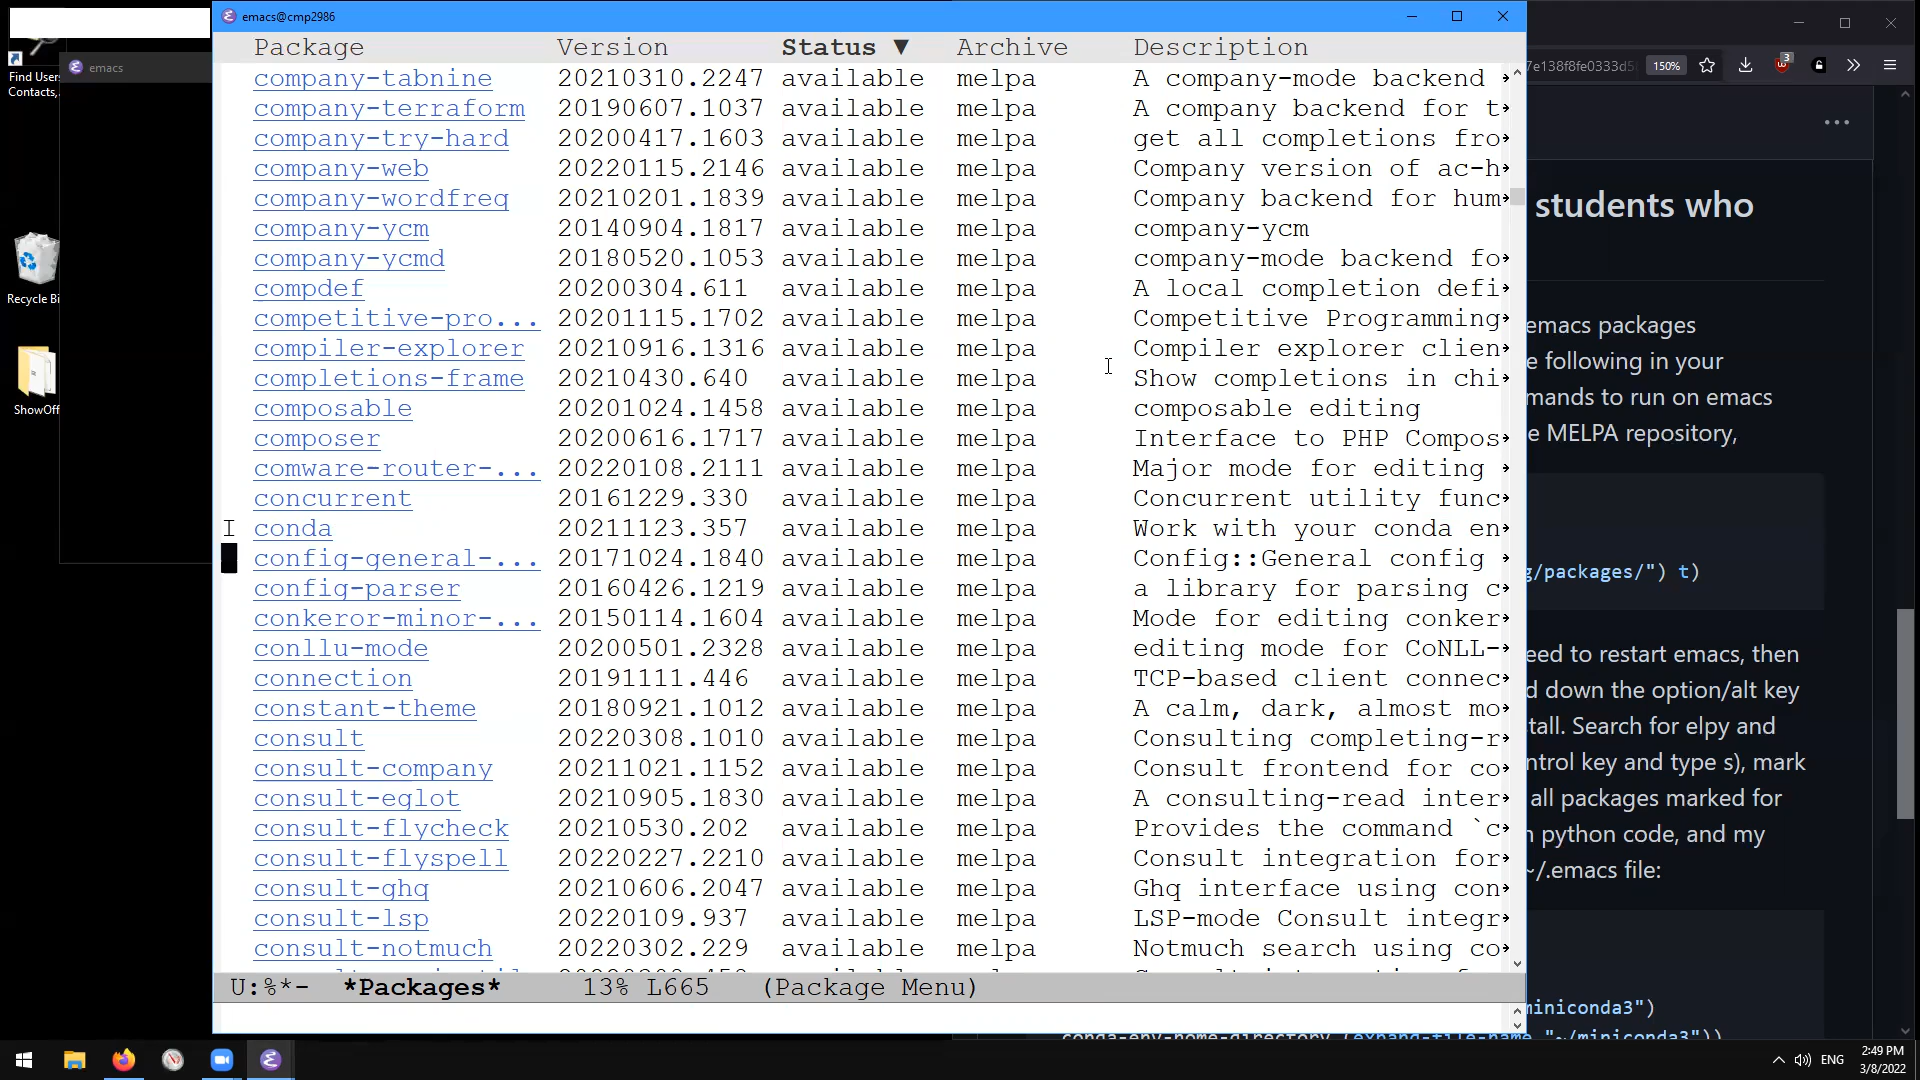 emacs@cmp2986
Find Users
Contacts,
emacs
Recycle Bi
ShowOff
Package Version Status ▼ Archive Description
company-tabnine 20210310.2247 available melpa A company-mode backend
company-terraform 20190607.1037 available melpa A company backend for t
company-try-hard 20200417.1603 available melpa get all completions fro
company-web 20220115.2146 available melpa Company version of ac-h
company-wordfreq 20210201.1839 available melpa Company backend for hum
company-ycm 20140904.1817 available melpa company-ycm
company-ycmd 20180520.1053 available melpa company-mode backend fo
compdef 20200304.611 available melpa A local completion defi
competitive-pro... 20201115.1702 available melpa Competitive Programming
compiler-explorer 20210916.1316 available melpa Compiler explorer clien
completions-frame 20210430.640 available melpa Show completions in chi
composable 20201024.1458 available melpa composable editing
composer 20200616.1717 available melpa Interface to PHP Compos
comware-router-... 20220108.2111 available melpa Major mode for editing
concurrent 20161229.330 available melpa Concurrent utility func
I conda 20211123.357 available melpa Work with your conda en
config-general-... 20171024.1840 available melpa Config::General config
config-parser 20160426.1219 available melpa a library for parsing c
conkeror-minor-... 20150114.1604 available melpa Mode for editing conker
conllu-mode 20200501.2328 available melpa editing mode for CoNLL-
connection 20191111.446 available melpa TCP-based client connec
constant-theme 20180921.1012 available melpa A calm, dark, almost mo
consult 20220308.1010 available melpa Consulting completing-r
consult-company 20211021.1152 available melpa Consult frontend for co
consult-eglot 20210905.1830 available melpa A consulting-read inter
consult-flycheck 20210530.202 available melpa Provides the command `c
consult-flyspell 20220227.2210 available melpa Consult integration for
consult-ghq 20210606.2047 available melpa Ghq interface using con
consult-lsp 20220109.937 available melpa LSP-mode Consult integr
consult-notmuch 20220302.229 available melpa Notmuch search using co
U:%*- *Packages* 13% L665 (Package Menu)
7e138f8fe0333d5 150% 3
students who
emacs packages
e following in your
mands to run on emacs
e MELPA repository,
g/packages/") t)
eed to restart emacs, then
d down the option/alt key
tall. Search for elpy and
ntrol key and type s), mark
all packages marked for
n python code, and my
~/.emacs file:
miniconda3")
conda-env-home-directory (expand-file-name "~/miniconda3"))
ENG
2:49 PM
3/8/2022